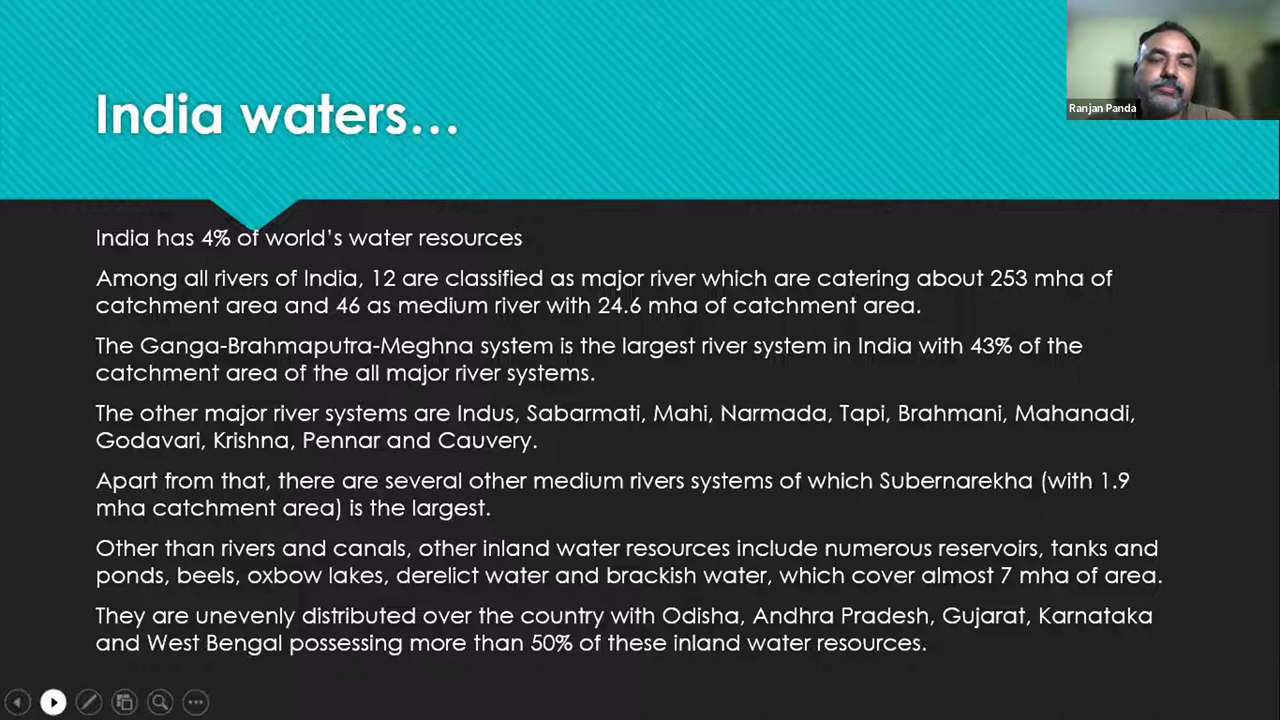 India waters...
Ranjan Panda
India has 4% of world's water resources
Among all rivers of India, 12 are classified as major river which are catering about 253 mha of
catchment area and 46 as medium river with 24.6 mha of catchment area.
The Ganga-Brahmaputra-Meghna system is the largest river system in India with 43% of the
catchment area of the all major river systems.
The other major river systems are Indus, Sabarmati, Mahi, Narmada, Tapi, Brahmani, Mahanadi,
Godavari, Krishna, Pennar and Cauvery.
Apart from that, there are several other medium rivers systems of which Subernarekha (with 1.9
mha catchment area) is the largest.
Other than rivers and canals, other inland water resources include numerous reservoirs, tanks and
ponds, beels, oxbow lakes, derelict water and brackish water, which cover almost 7 mha of area.
They are unevenly distributed over the country with Odisha, Andhra Pradesh, Gujarat, Karnataka
and West Bengal possessing more than 50% of these inland water resources.